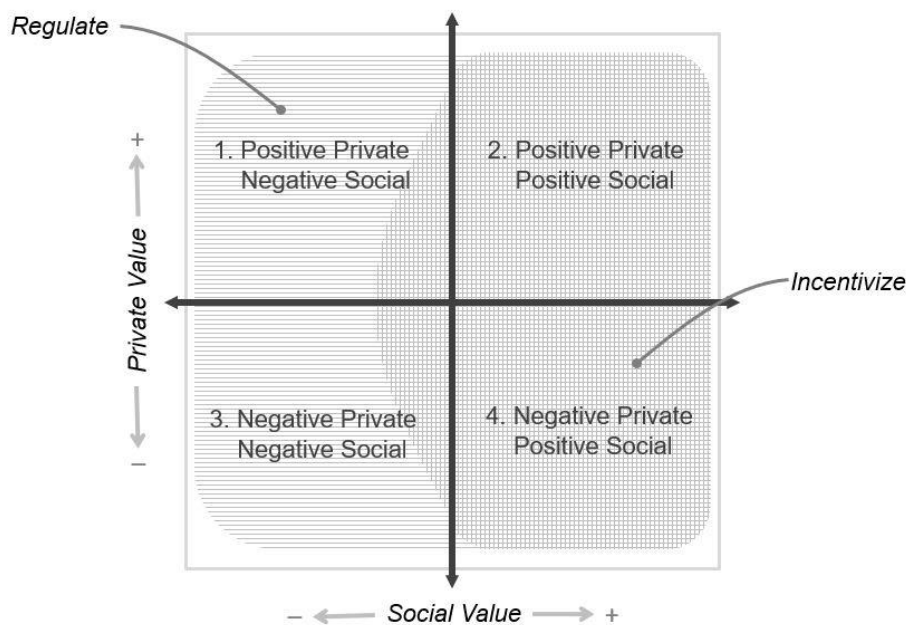 Regulate
+
1. Positive Private
Negative Social
2. Positive Private
Positive Social
Private Value
Incentivize
3. Negative Private
Negative Social
4. Negative Private
Positive Social
–
– Social Value +